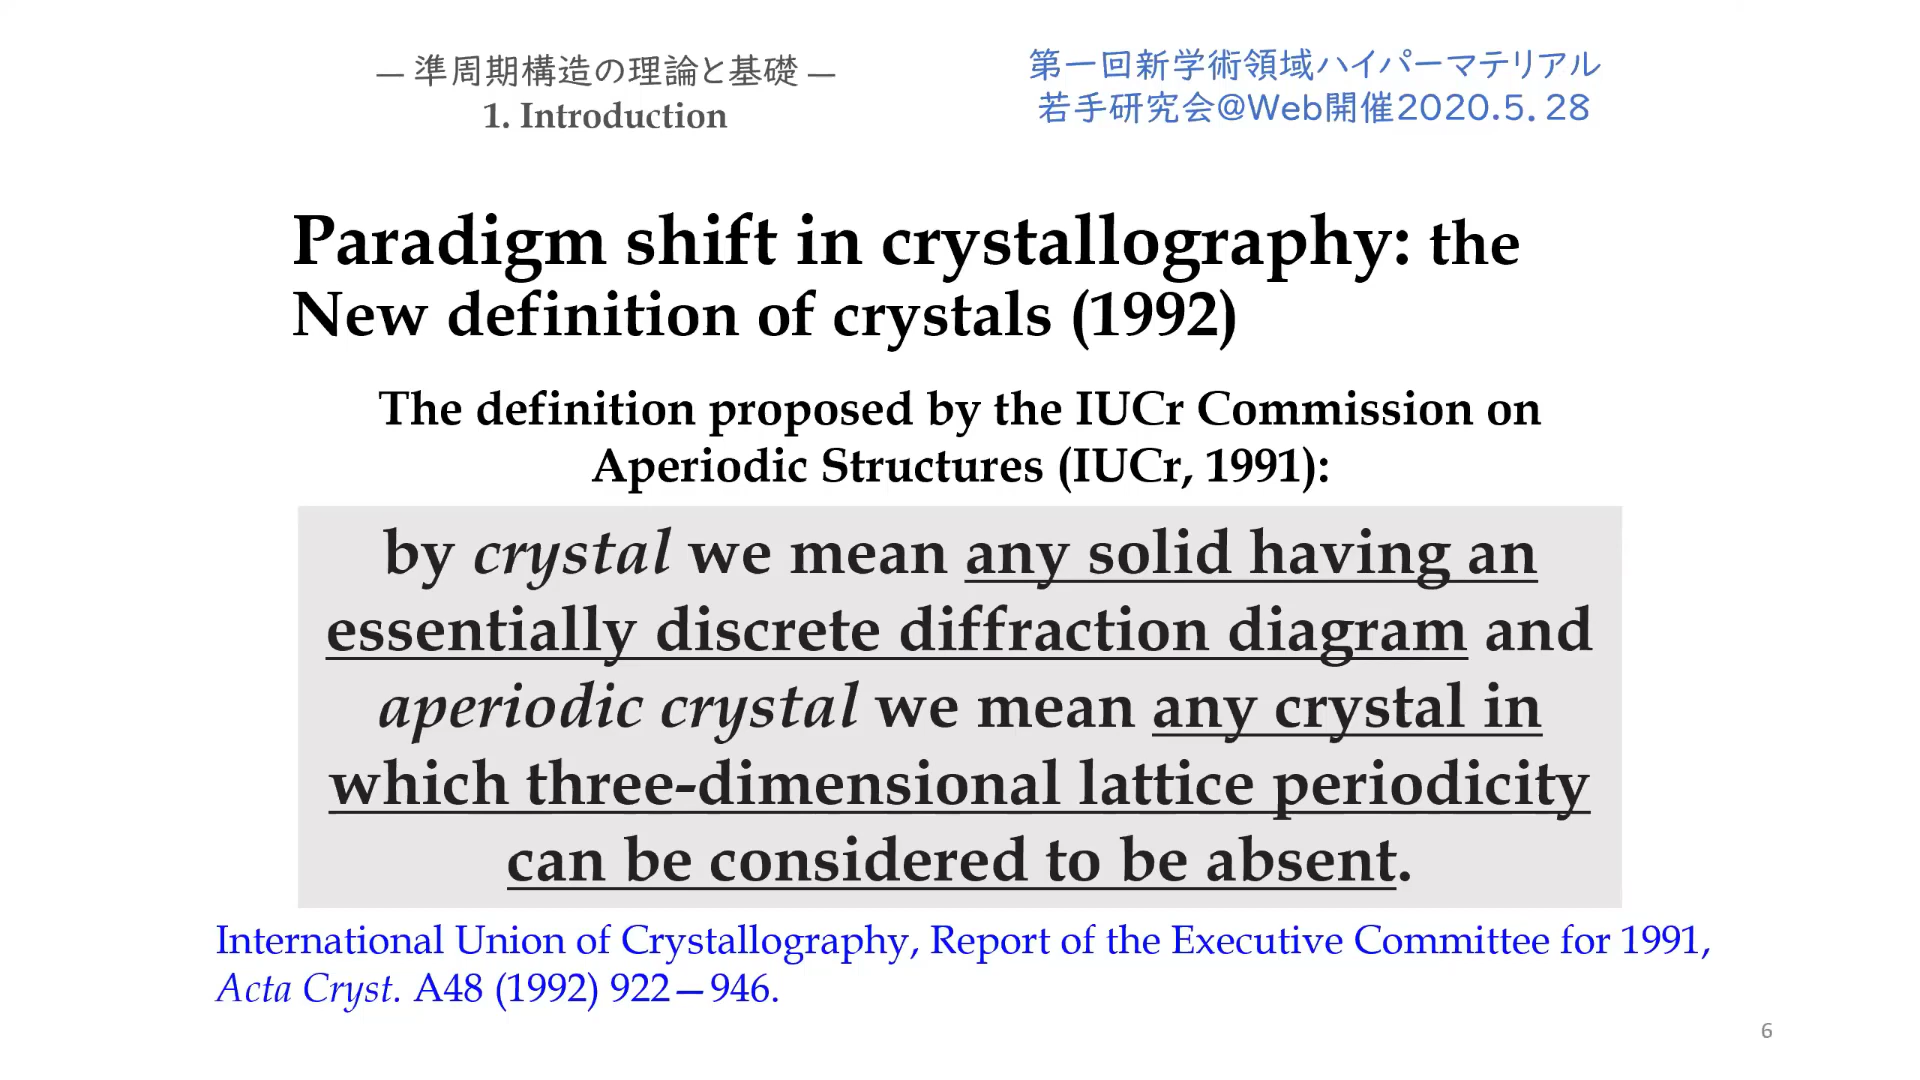 — 準周期構造の理論と基礎 —
1. Introduction
第一回新学術領域ハイパーマテリアル
若手研究会@Web開催2020.5. 28
Paradigm shift in crystallography: the
New definition of crystals (1992)
The definition proposed by the IUCr Commission on
Aperiodic Structures (IUCr, 1991):
by crystal we mean any solid having an
essentially discrete diffraction diagram and
aperiodic crystal we mean any crystal in
which three-dimensional lattice periodicity
can be considered to be absent.
International Union of Crystallography, Report of the Executive Committee for 1991,
Acta Cryst. A48 (1992) 922—946.
6